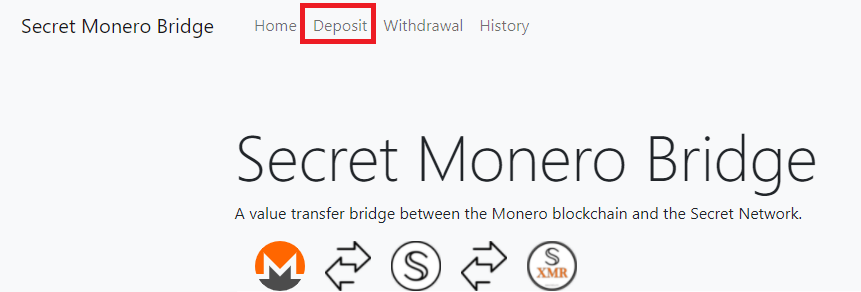 Secret Monero Bridge Home Deposit Withdrawal History
Secret Monero Bridge
A value transfer bridge between the Monero blockchain and the Secret Network.
S
S
XMR